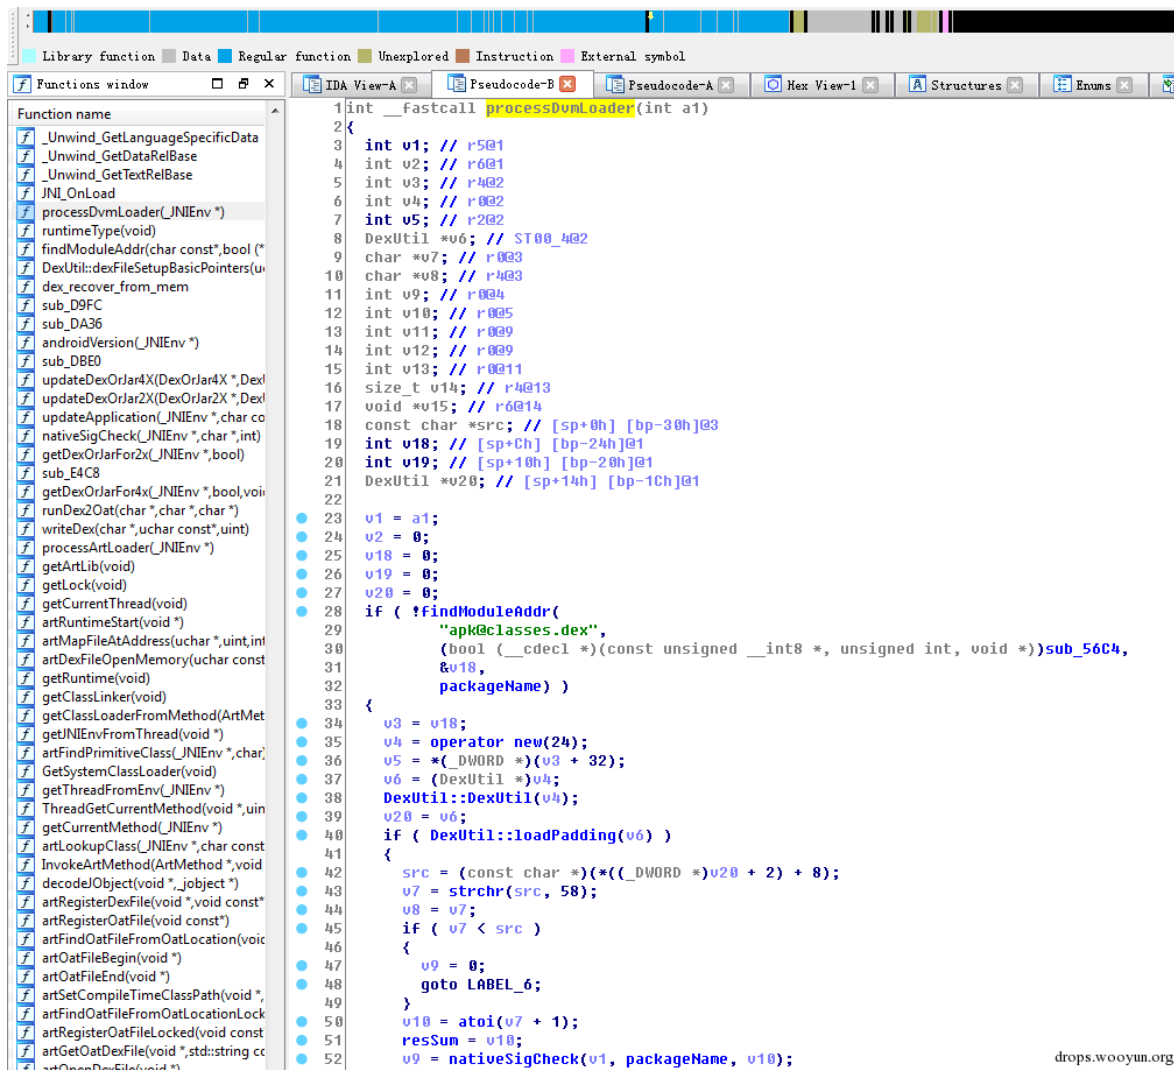 Library function Data Regular function Unexplored Instruction External symbol
Functions window
IDA View-A Pseudocode-B Pseudocode-A Hex View-1 Structures Enums
Function name
_Unwind_GetLanguageSpecificData
_Unwind_GetDataRelBase
_Unwind_GetTextRelBase
JNI_OnLoad
processDvmLoader(_JNIEnv *)
runtimeType(void)
findModuleAddr(char const*,bool (*
DexUtil::dexFileSetupBasicPointers(u
dex_recover_from_mem
sub_D9FC
sub_DA36
androidVersion(_JNIEnv *)
sub_DBE0
updateDexOrJar4X(DexOrJar4X *,Dex
updateDexOrJar2X(DexOrJar2X *,Dex
updateApplication(_JNIEnv *,char co
nativeSigCheck(_JNIEnv *,char *,int)
getDexOrJarFor2x(_JNIEnv *,bool)
sub_E4C8
getDexOrJarFor4x(_JNIEnv *,bool,voi
runDex2Oat(char *,char *,char *)
writeDex(char *,uchar const*,uint)
processArtLoader(_JNIEnv *)
getArtLib(void)
getLock(void)
getCurrentThread(void)
artRuntimeStart(void *)
artMapFileAtAddress(uchar *,uint,int
artDexFileOpenMemory(uchar const
getRuntime(void)
getClassLinker(void)
getClassLoaderFromMethod(ArtMet
getJNIEnvFromThread(void *)
artFindPrimitiveClass(_JNIEnv *,char)
GetSystemClassLoader(void)
getThreadFromEnv(_JNIEnv *)
ThreadGetCurrentMethod(void *,uin
getCurrentMethod(_JNIEnv *)
artLookupClass(_JNIEnv *,char const
InvokeArtMethod(ArtMethod *,void
decodeJObject(void *,_jobject *)
artRegisterDexFile(void *,void const*
artRegisterOatFile(void const*)
artFindOatFileFromOatLocation(voic
artOatFileBegin(void *)
artOatFileEnd(void *)
artSetCompileTimeClassPath(void *,
artFindOatFileFromOatLocationLock
artRegisterOatFileLocked(void const
artGetOatDexFile(void *,std::string cc
artOpenDexFile(void *)
1 int __fastcall processDvmLoader(int a1)
2 {
3 int v1; // r5@1
4 int v2; // r6@1
5 int v3; // r4@2
6 int v4; // r0@2
7 int v5; // r2@2
8 DexUtil *v6; // ST00_4@2
9 char *v7; // r0@3
10 char *v8; // r4@3
11 int v9; // r0@4
12 int v10; // r0@5
13 int v11; // r0@9
14 int v12; // r0@9
15 int v13; // r0@11
16 size_t v14; // r4@13
17 void *v15; // r6@14
18 const char *src; // [sp+0h] [bp-30h]@3
19 int v18; // [sp+Ch] [bp-24h]@1
20 int v19; // [sp+10h] [bp-20h]@1
21 DexUtil *v20; // [sp+14h] [bp-1Ch]@1
22
23 v1 = a1;
24 v2 = 0;
25 v18 = 0;
26 v19 = 0;
27 v20 = 0;
28 if ( !findModuleAddr(
29 "apk@classes.dex",
30 (bool (__cdecl *)(const unsigned __int8 *, unsigned int, void *))sub_56C4,
31 &v18,
32 packageName) )
33 {
34 v3 = v18;
35 v4 = operator new(24);
36 v5 = *(_DWORD *)(v3 + 32);
37 v6 = (DexUtil *)v4;
38 DexUtil::DexUtil(v4);
39 v20 = v6;
40 if ( DexUtil::loadPadding(v6) )
41 {
42 src = (const char *)(*((_DWORD *)v20 + 2) + 8);
43 v7 = strchr(src, 58);
44 v8 = v7;
45 if ( v7 < src )
46 {
47 v9 = 0;
48 goto LABEL_6;
49 }
50 v10 = atoi(v7 + 1);
51 resSum = v10;
52 v9 = nativeSigCheck(v1, packageName, v10);
drops.wooyun.org